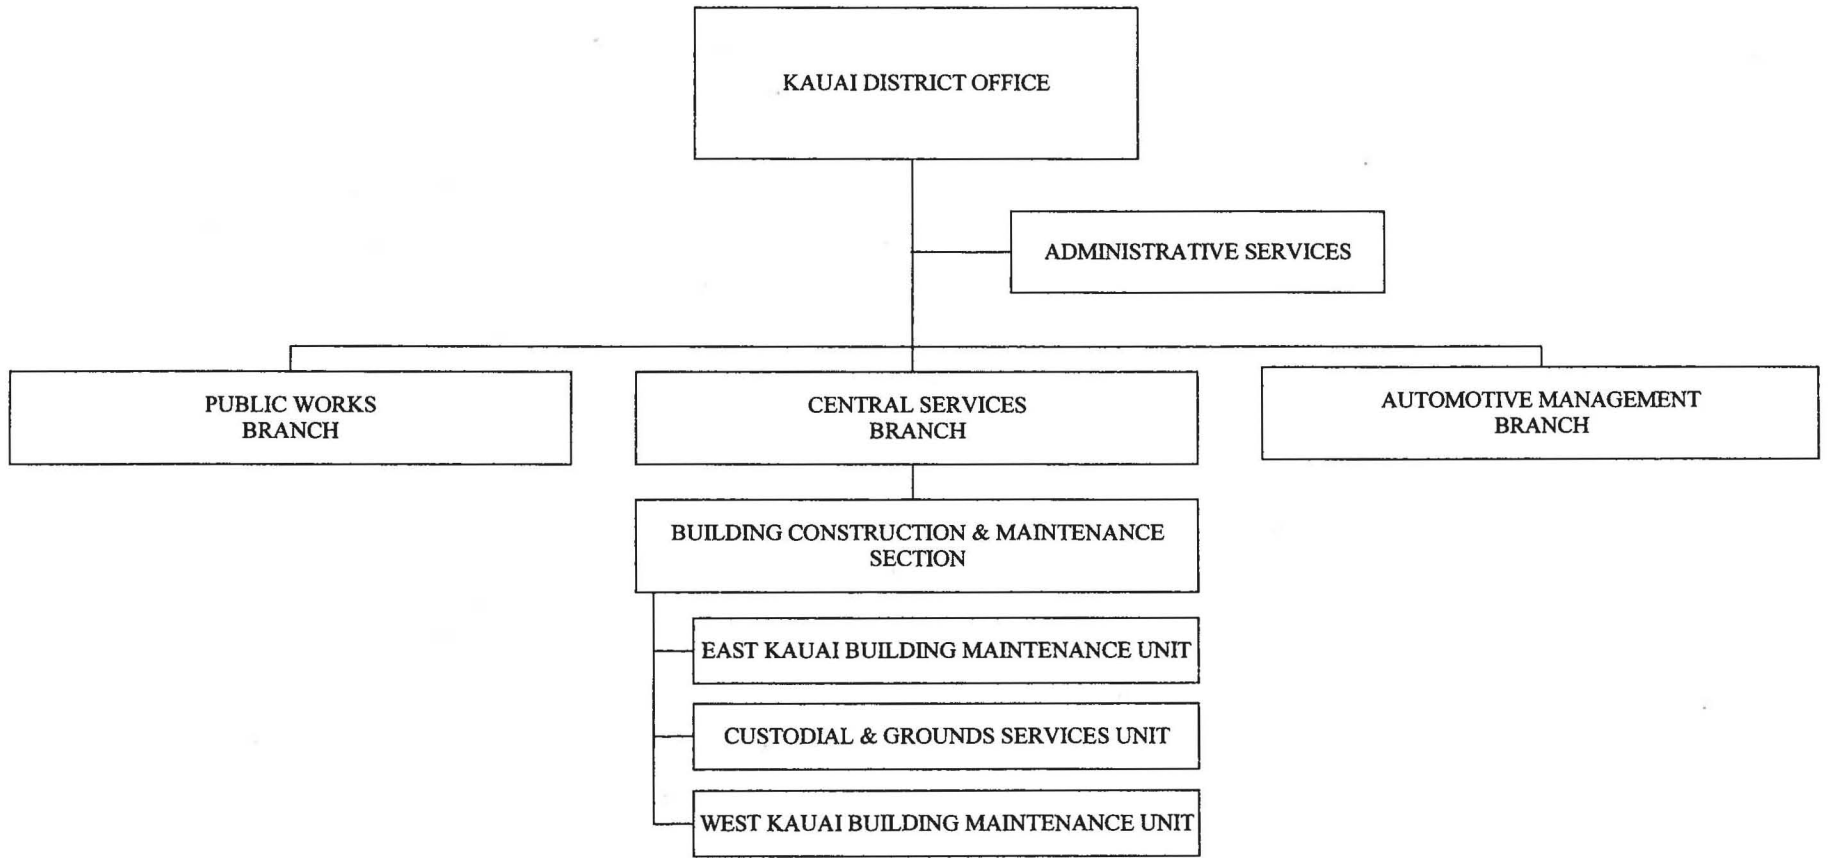 KAUAI DISTRICT OFFICE
ADMINISTRATIVE SERVICES
PUBLIC WORKS
BRANCH
CENTRAL SERVICES
BRANCH
AUTOMOTIVE MANAGEMENT
BRANCH
BUILDING CONSTRUCTION & MAINTENANCE
SECTION
EAST KAUAI BUILDING MAINTENANCE UNIT
CUSTODIAL & GROUNDS SERVICES UNIT
WEST KAUAI BUILDING MAINTENANCE UNIT